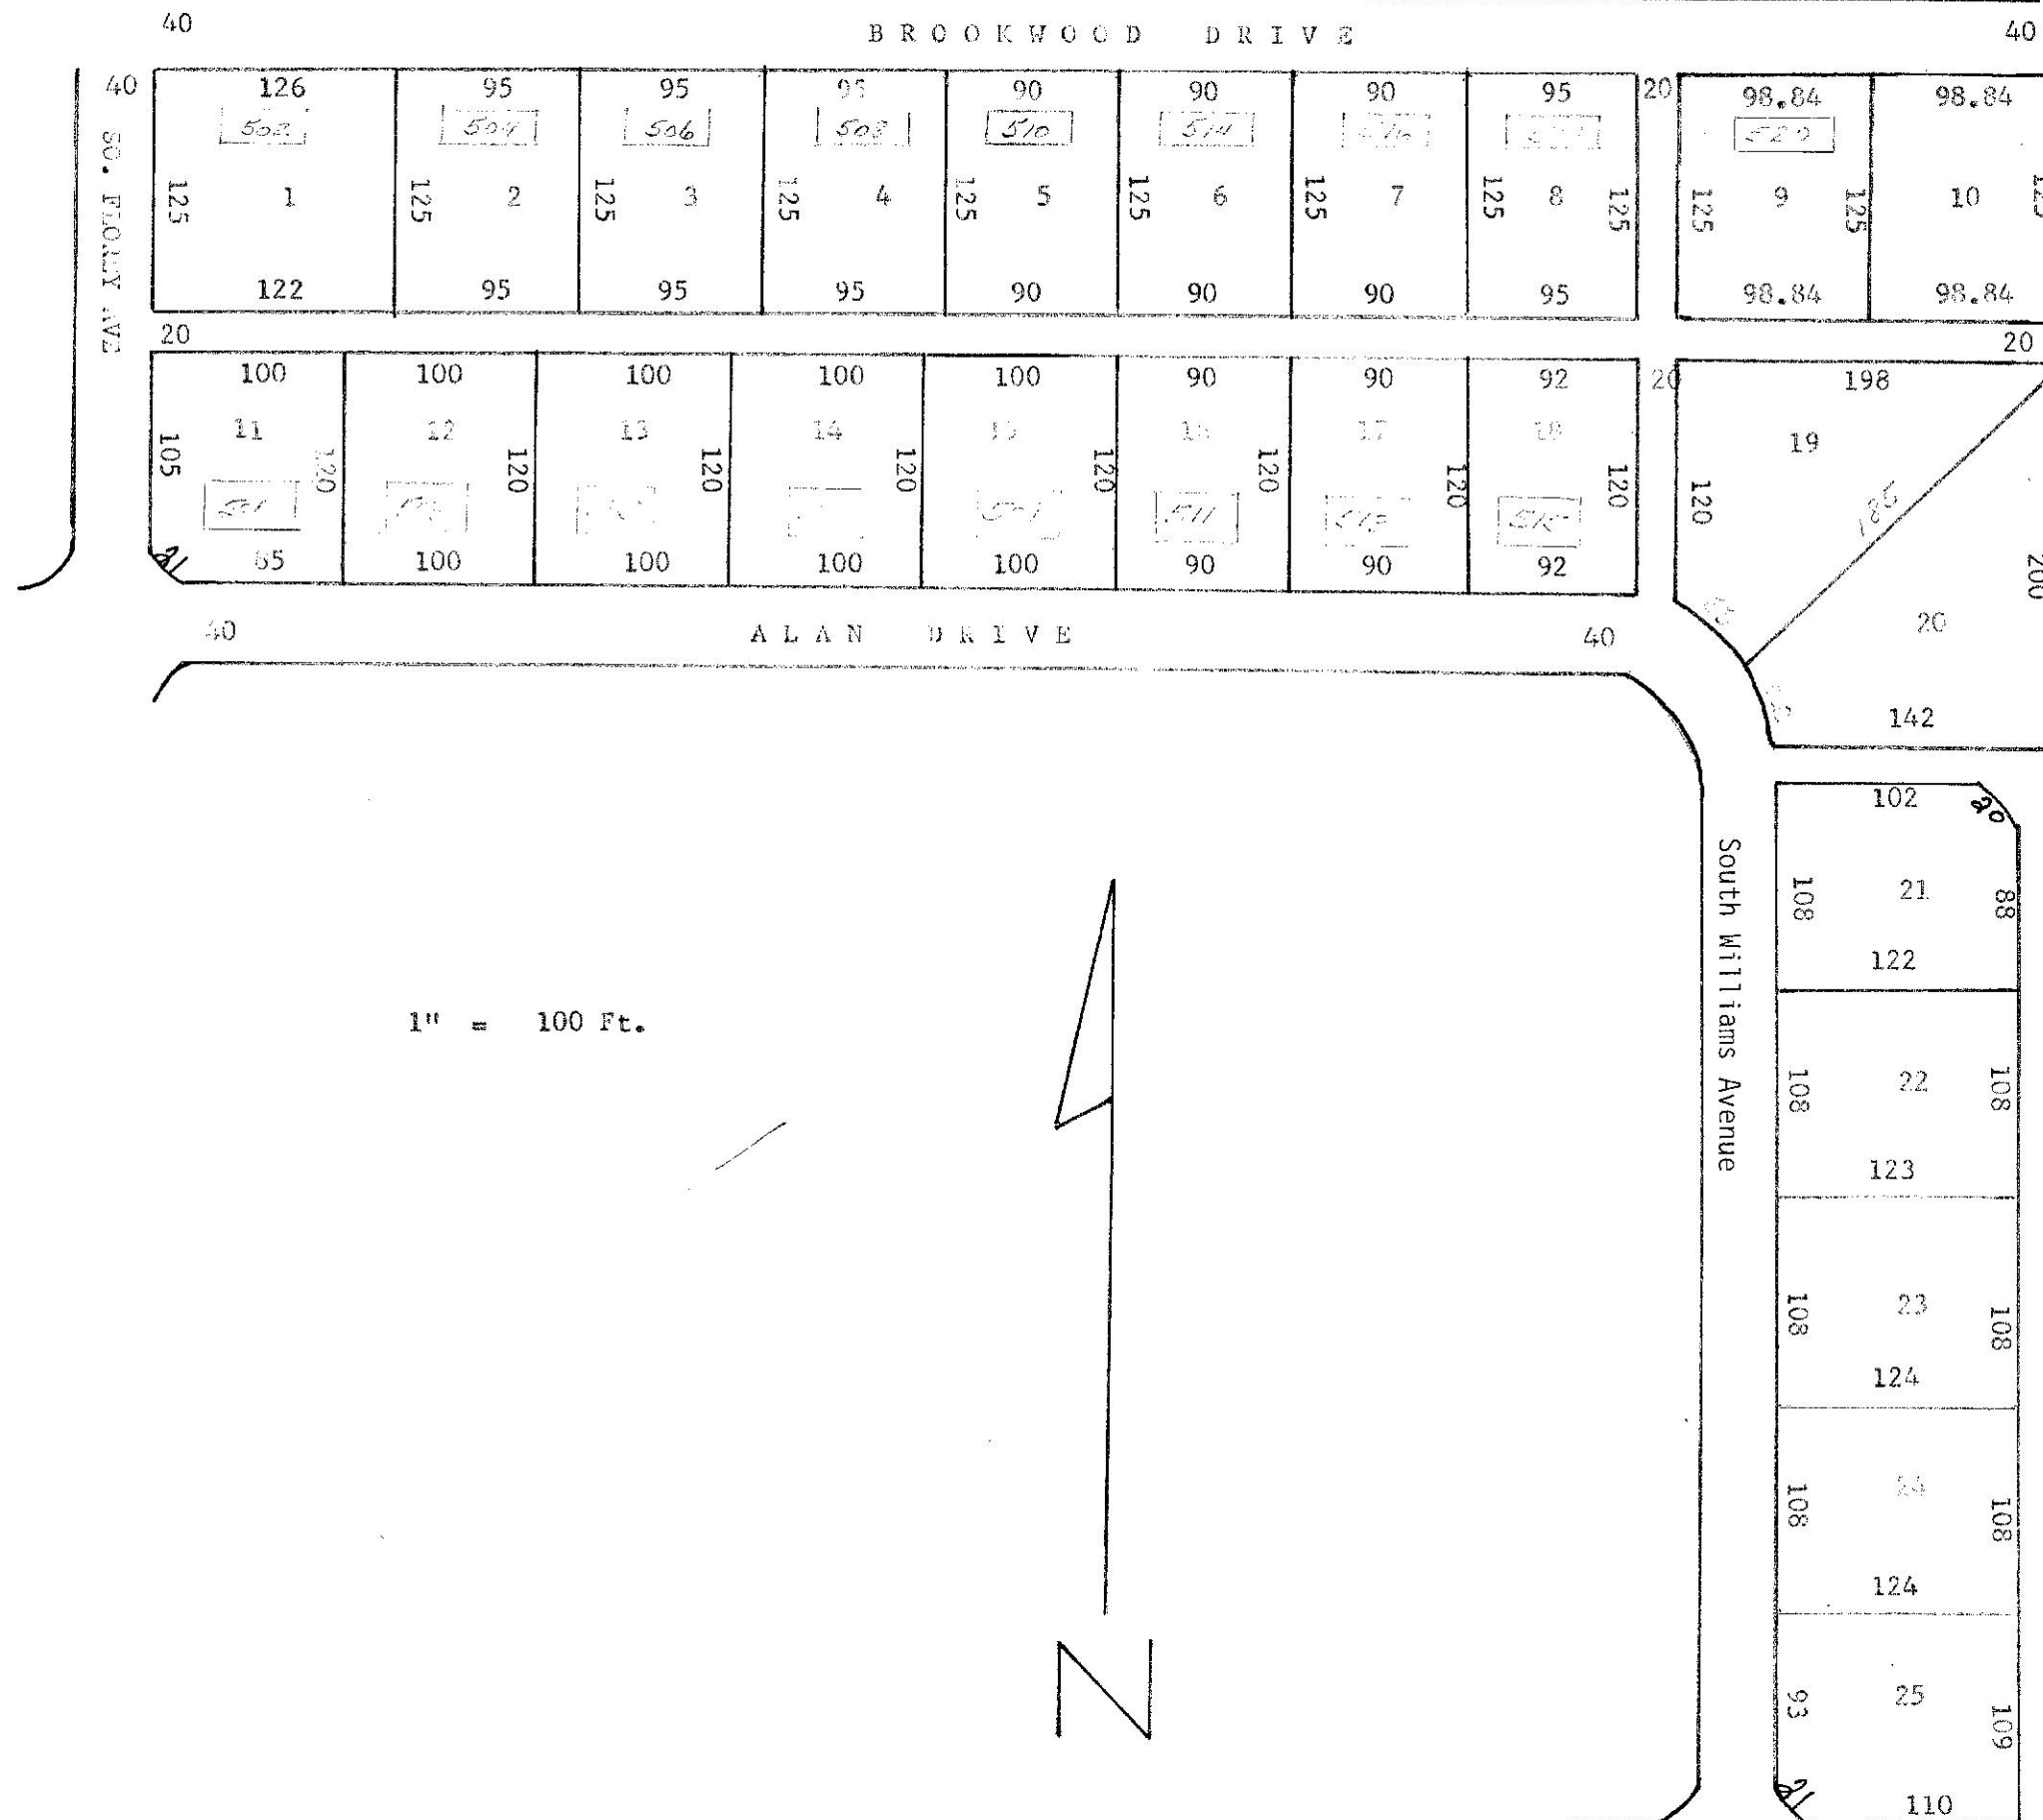 40 BROOKWOOD DRIVE 40
40 126 95 95 90 90 90 95 20 98.84 98.84
502 504 506 508 510 514
SO. FLORY AVE
125 1 125 2 125 3 125 4 125 5 125 6 125 7 125 8 125 125 9 125 10
122 95 95 95 90 90 90 95 98.84 98.84
20 20
100 100 100 100 100 90 90 92 20 198
11 12 13 14 17 18 19
105 120 120 120 120 120 120 120 120 120
511
185
100 100 100 100 90 90 92
200
20
40 ALAN DRIVE 40
142
102
20
108 21 88
122
South Williams Avenue
1" = 100 Ft.
108 22 108
123
108 23 108
124
108 24 108
124
N
93 25 109
110